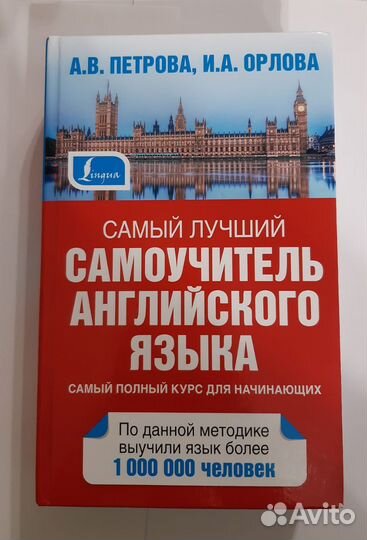 А.В. ПЕТРОВА, И.А. ОРЛОВА
Lingua
САМЫЙ ЛУЧШИЙ
САМОУЧИТЕЛЬ
АНГЛИЙСКОГО
ЯЗЫКА
САМЫЙ ПОЛНЫЙ КУРС ДЛЯ НАЧИНАЮЩИХ
По данной методике
выучили язык более
1 000 000 человек
Avito